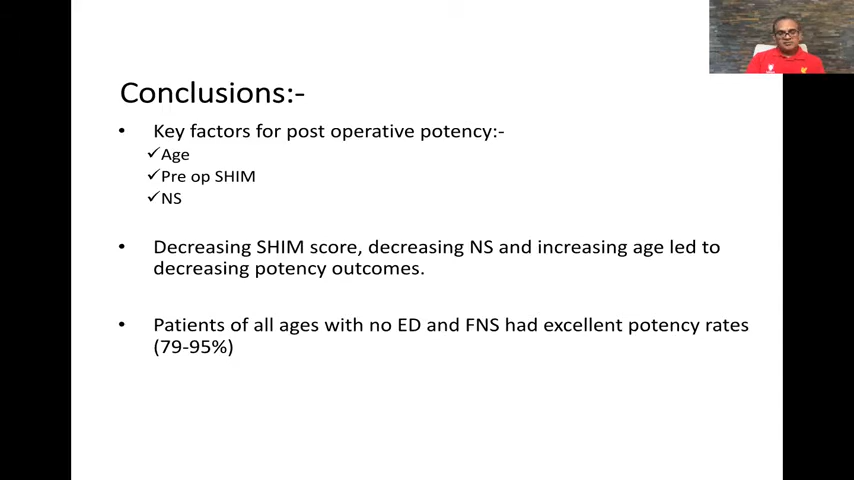 Conclusions:-
• Key factors for post operative potency:-
✓Age
✓Pre op SHIM
✓NS
• Decreasing SHIM score, decreasing NS and increasing age led to
decreasing potency outcomes.
• Patients of all ages with no ED and FNS had excellent potency rates
(79-95%)